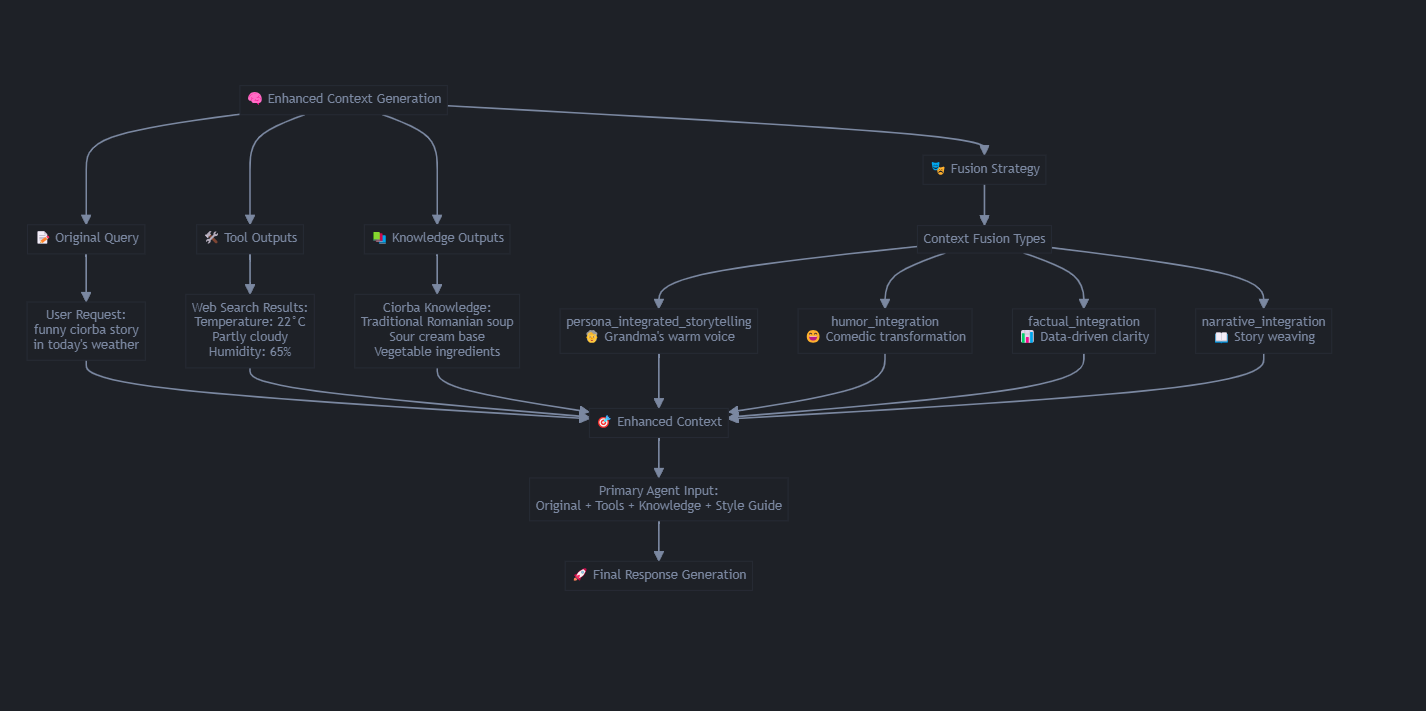 🧠 Enhanced Context Generation
🎭 Fusion Strategy
📝 Original Query
🛠 Tool Outputs
📚 Knowledge Outputs
Context Fusion Types
User Request:
funny ciorba story
in today's weather
Web Search Results:
Temperature: 22°C
Partly cloudy
Humidity: 65%
Ciorba Knowledge:
Traditional Romanian soup
Sour cream base
Vegetable ingredients
persona_integrated_storytelling
👵 Grandma's warm voice
humor_integration
😄 Comedic transformation
factual_integration
📊 Data-driven clarity
narrative_integration
📖 Story weaving
🎯 Enhanced Context
Primary Agent Input:
Original + Tools + Knowledge + Style Guide
🚀 Final Response Generation